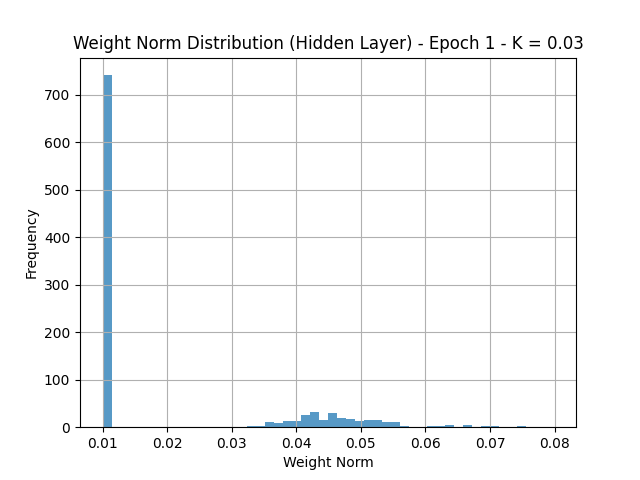 Weight Norm Distribution (Hidden Layer) - Epoch 1 - K = 0.03
700
600
500
400
300
200
100
0
Frequency
0.01 0.02 0.03 0.04 0.05 0.06 0.07 0.08
Weight Norm